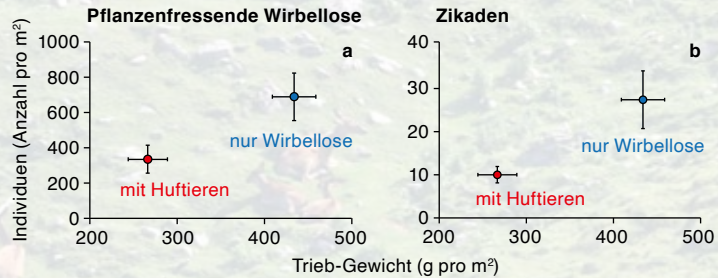 Pflanzenfressende Wirbellose
Zikaden
Individuen (Anzahl pro m²)
1000
800
600
400
200
0
a
nur Wirbellose
mit Huftieren
200
300
400
500
40
30
20
10
0
b
nur Wirbellose
mit Huftieren
200
300
400
500
Trieb-Gewicht (g pro m²)